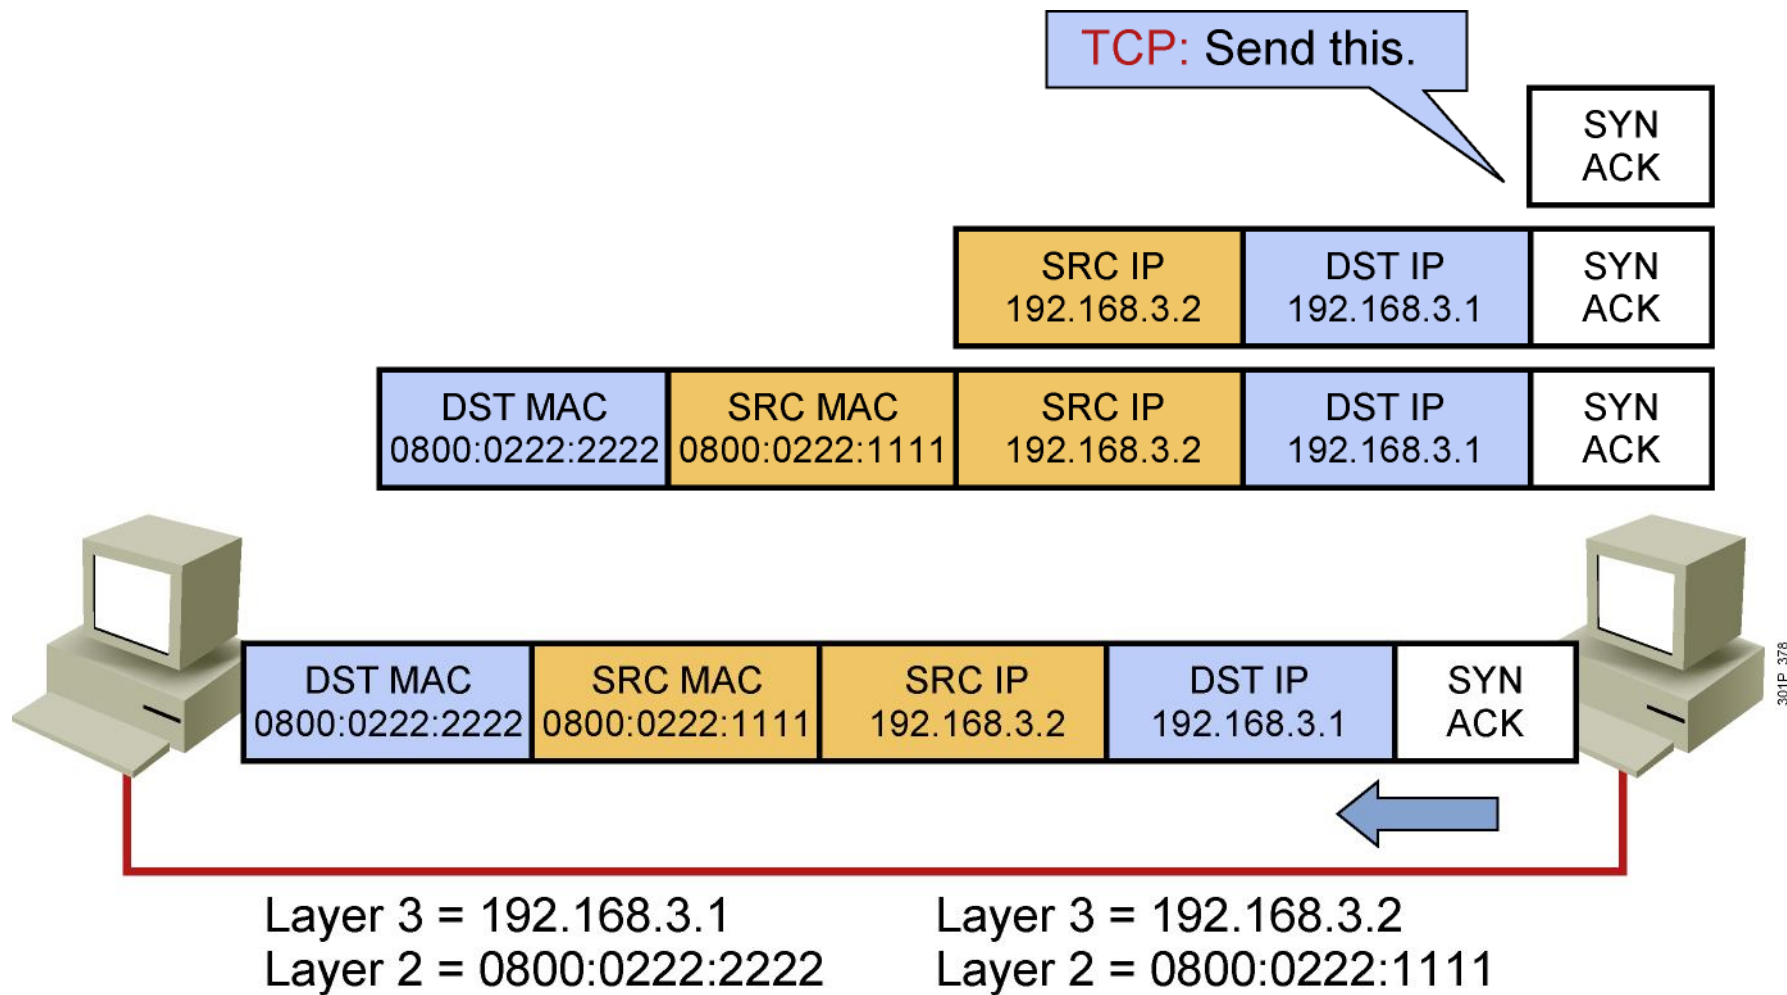 TCP: Send this.
SYN
ACK
SRC IP
192.168.3.2
DST IP
192.168.3.1
SYN
ACK
DST MAC
0800:0222:2222
SRC MAC
0800:0222:1111
SRC IP
192.168.3.2
DST IP
192.168.3.1
SYN
ACK
DST MAC
0800:0222:2222
SRC MAC
0800:0222:1111
SRC IP
192.168.3.2
DST IP
192.168.3.1
SYN
ACK
301P_378
Layer 3 = 192.168.3.1
Layer 2 = 0800:0222:2222
Layer 3 = 192.168.3.2
Layer 2 = 0800:0222:1111